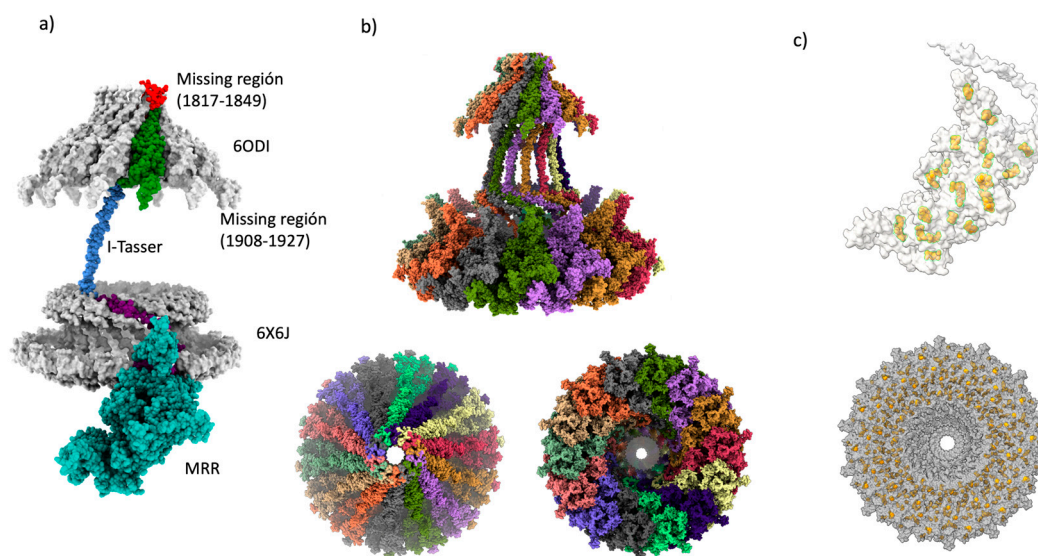 a)
b)
c)
Missing región
(1817-1849)
6ODI
Missing región
(1908-1927)
I-Tasser
6X6J
MRR